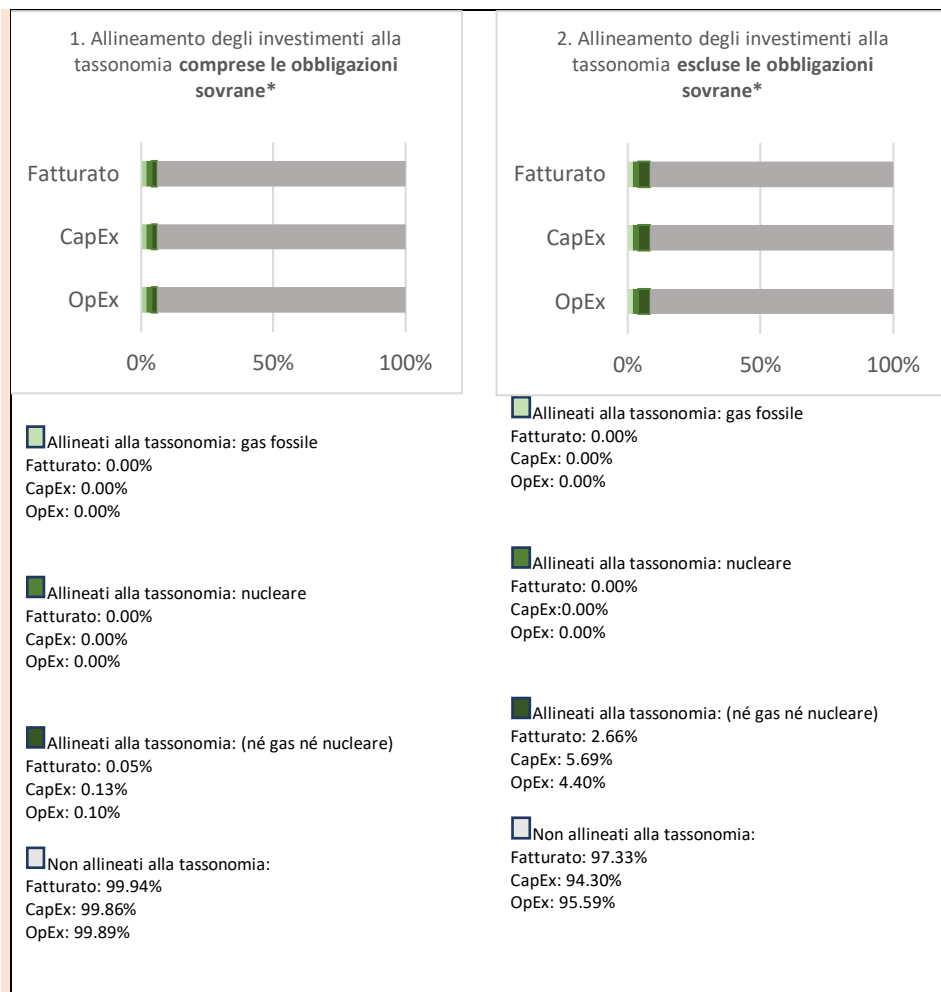 1. Allineamento degli investimenti alla
tassonomia comprese le obbligazioni
sovrane*
Fatturato
CapEx
OpEx
0%
50%
100%
Allineati alla tassonomia: gas fossile
Fatturato: 0.00%
CapEx: 0.00%
OpEx: 0.00%
Allineati alla tassonomia: nucleare
Fatturato: 0.00%
CapEx: 0.00%
OpEx: 0.00%
Allineati alla tassonomia: (né gas né nucleare)
Fatturato: 0.05%
CapEx: 0.13%
OpEx: 0.10%
Non allineati alla tassonomia:
Fatturato: 99.94%
CapEx: 99.86%
OpEx: 99.89%
2. Allineamento degli investimenti alla
tassonomia escluse le obbligazioni
sovrane*
Fatturato
CapEx
OpEx
0%
50%
100%
Allineati alla tassonomia: gas fossile
Fatturato: 0.00%
CapEx: 0.00%
OpEx: 0.00%
Allineati alla tassonomia: nucleare
Fatturato: 0.00%
CapEx:0.00%
OpEx: 0.00%
Allineati alla tassonomia: (né gas né nucleare)
Fatturato: 2.66%
CapEx: 5.69%
OpEx: 4.40%
Non allineati alla tassonomia:
Fatturato: 97.33%
CapEx: 94.30%
OpEx: 95.59%